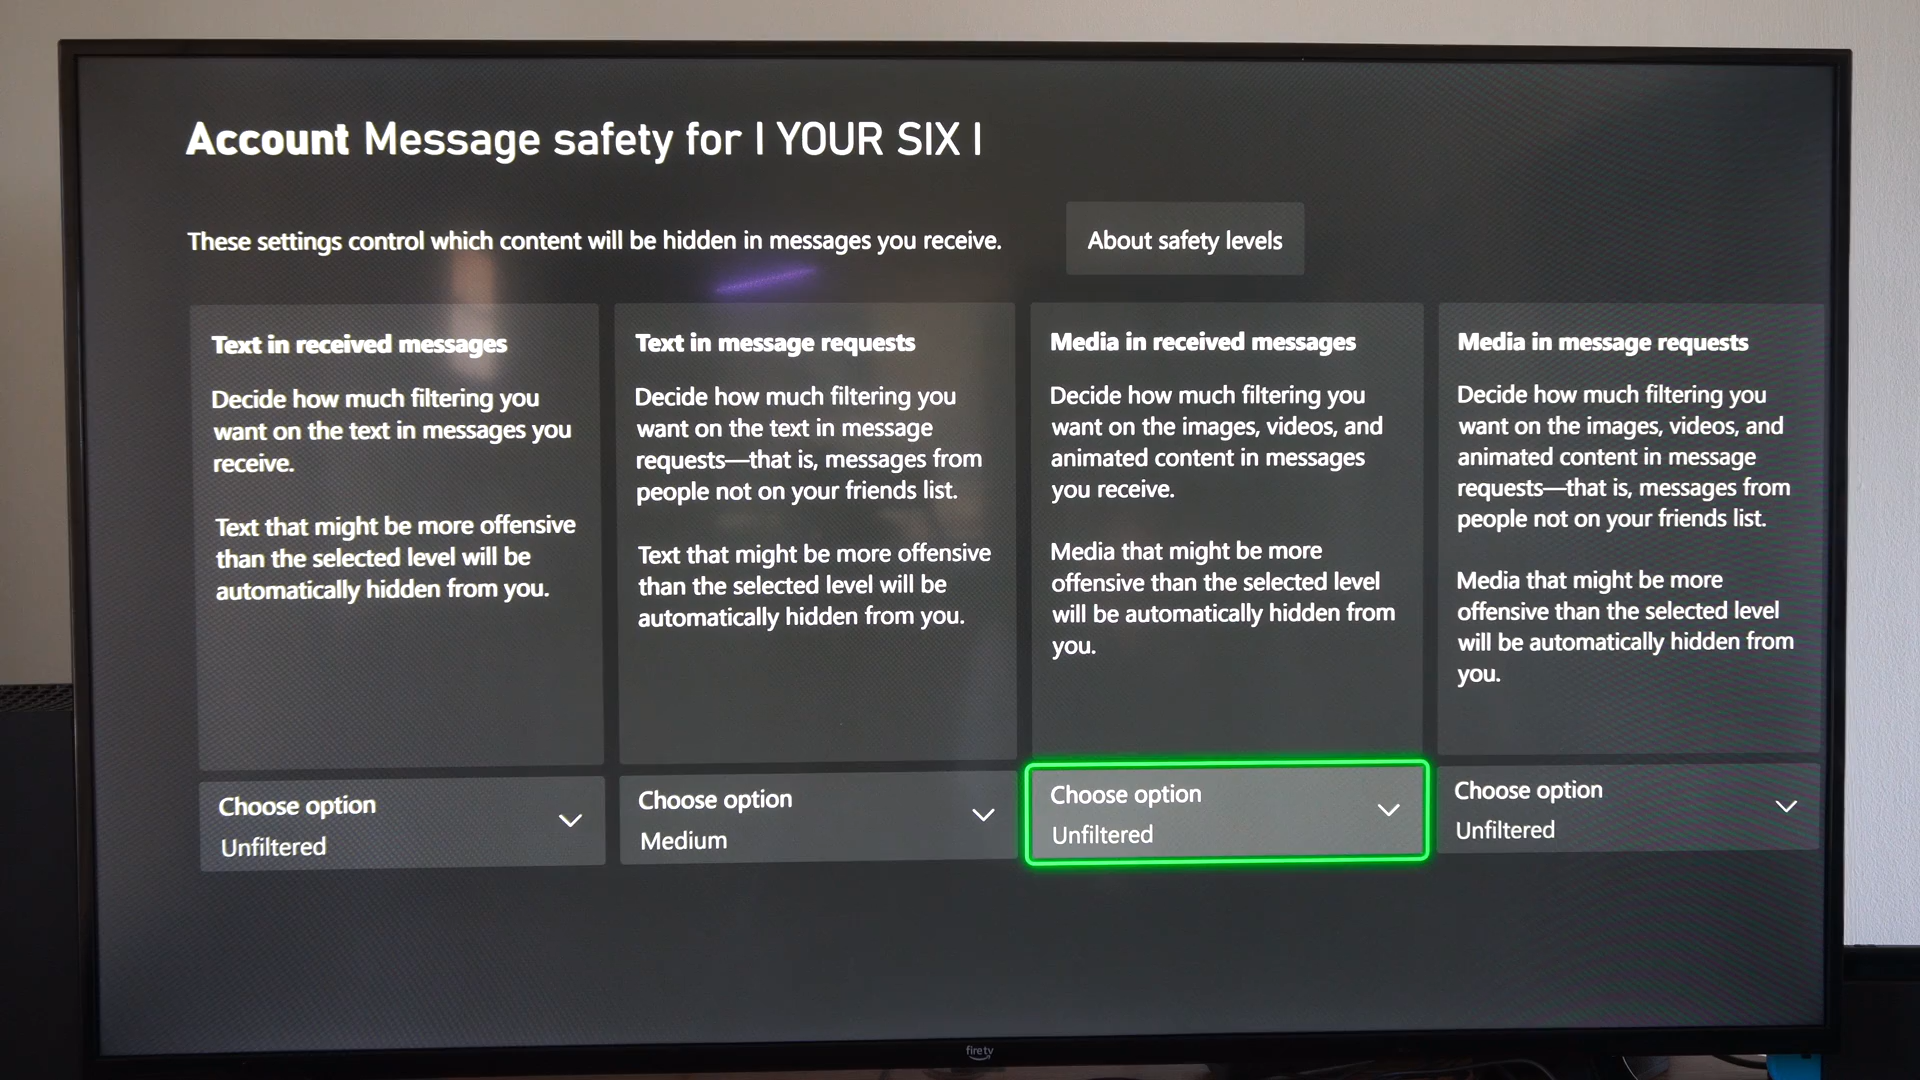 Account Message safety for I YOUR SIX I
These settings control which content will be hidden in messages you receive.
About safety levels
Text in received messages
Decide how much filtering you
want on the text in messages you
receive.
Text that might be more offensive
than the selected level will be
automatically hidden from you.
Choose option
Unfiltered
Text in message requests
Decide how much filtering you
want on the text in message
requests—that is, messages from
people not on your friends list.
Text that might be more offensive
than the selected level will be
automatically hidden from you.
Choose option
Medium
Media in received messages
Decide how much filtering you
want on the images, videos, and
animated content in messages
you receive.
Media that might be more
offensive than the selected level
will be automatically hidden from
you.
Choose option
Unfiltered
Media in message requests
Decide how much filtering you
want on the images, videos, and
animated content in message
requests—that is, messages from
people not on your friends list.
Media that might be more
offensive than the selected level
will be automatically hidden from
you.
Choose option
Unfiltered
fire tv